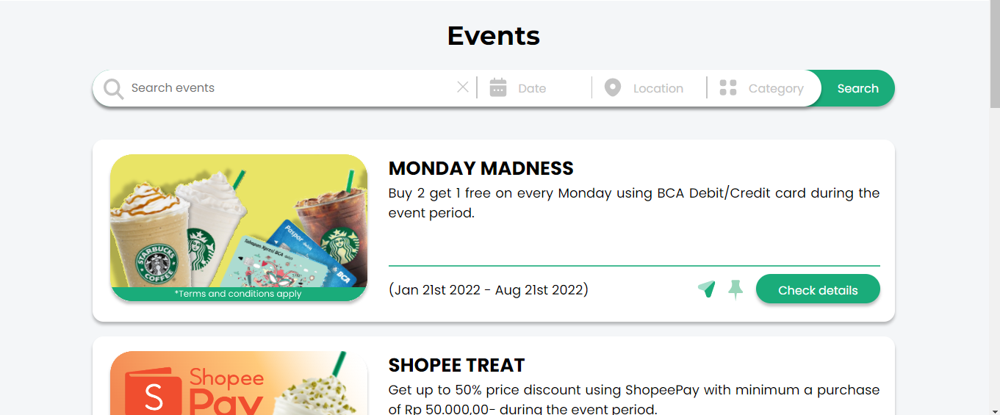 Events
Search events
Date
Location
Category
Search
MONDAY MADNESS
Buy 2 get 1 free on every Monday using BCA Debit/Credit card during the
event period.
STARBUCKS
COFFEE
Paspor debit
Tahapan Xpresi BCA debit
BCA
*Terms and conditions apply
(Jan 21st 2022 - Aug 21st 2022)
Check details
S
Shopee
Pay
SHOPEE TREAT
Get up to 50% price discount using ShopeePay with minimum a purchase
of Rp 50.000,00- during the event period.